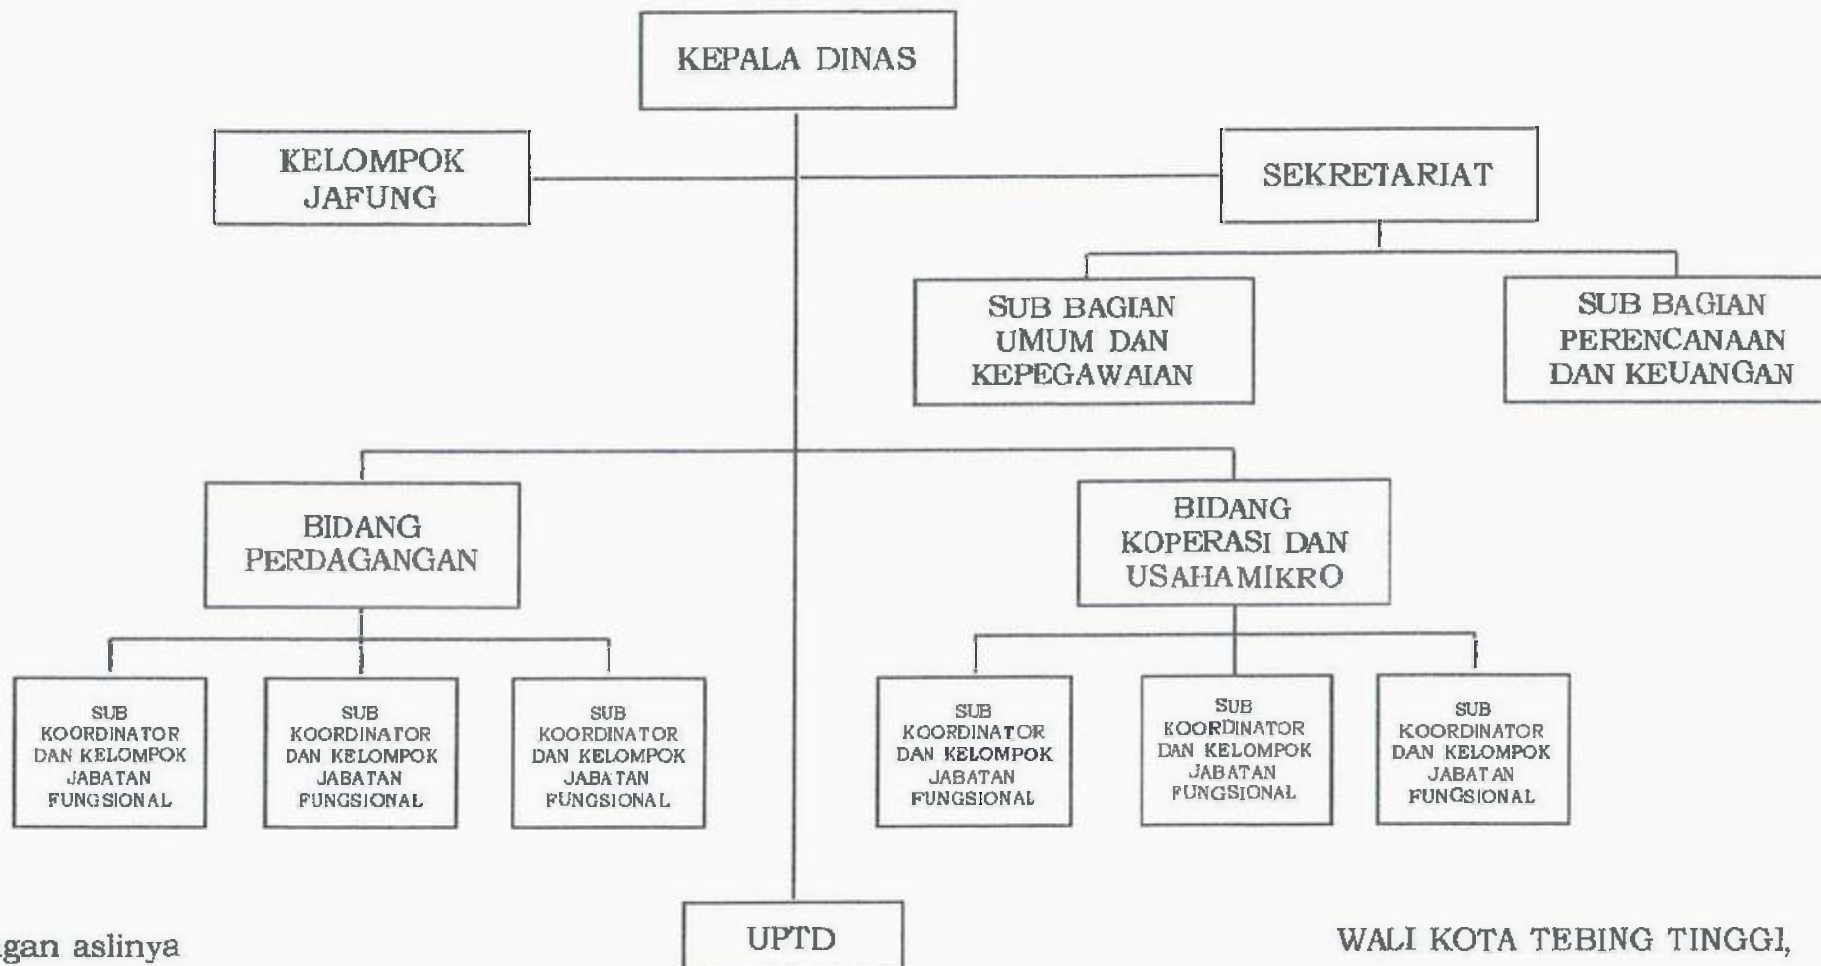 KEPALA DINAS
KELOMPOK
JAFUNG
SEKRETARIAT
SUB BAGIAN
UMUM DAN
KEPEGAWAIAN
SUB BAGIAN
PERENCANAAN
DAN KEUANGAN
BIDANG
PERDAGANGAN
BIDANG
KOPERASI DAN
USAHAMIKRO
SUB
KOORDINATOR
DAN KELOMPOK
JABATAN
FUNGSIONAL
SUB
KOORDINATOR
DAN KELOMPOK
JABATAN
FUNGSIONAL
SUB
KOORDINATOR
DAN KELOMPOK
JABATAN
FUNGSIONAL
SUB
KOORDINATOR
DAN KELOMPOK
JABATAN
FUNGSIONAL
SUB
KOORDINATOR
DAN KELOMPOK
JABATAN
FUNGSIONAL
SUB
KOORDINATOR
DAN KELOMPOK
JABATAN
FUNGSIONAL
UPTD
aslinya
WALI KOTA TEBING TINGGI,